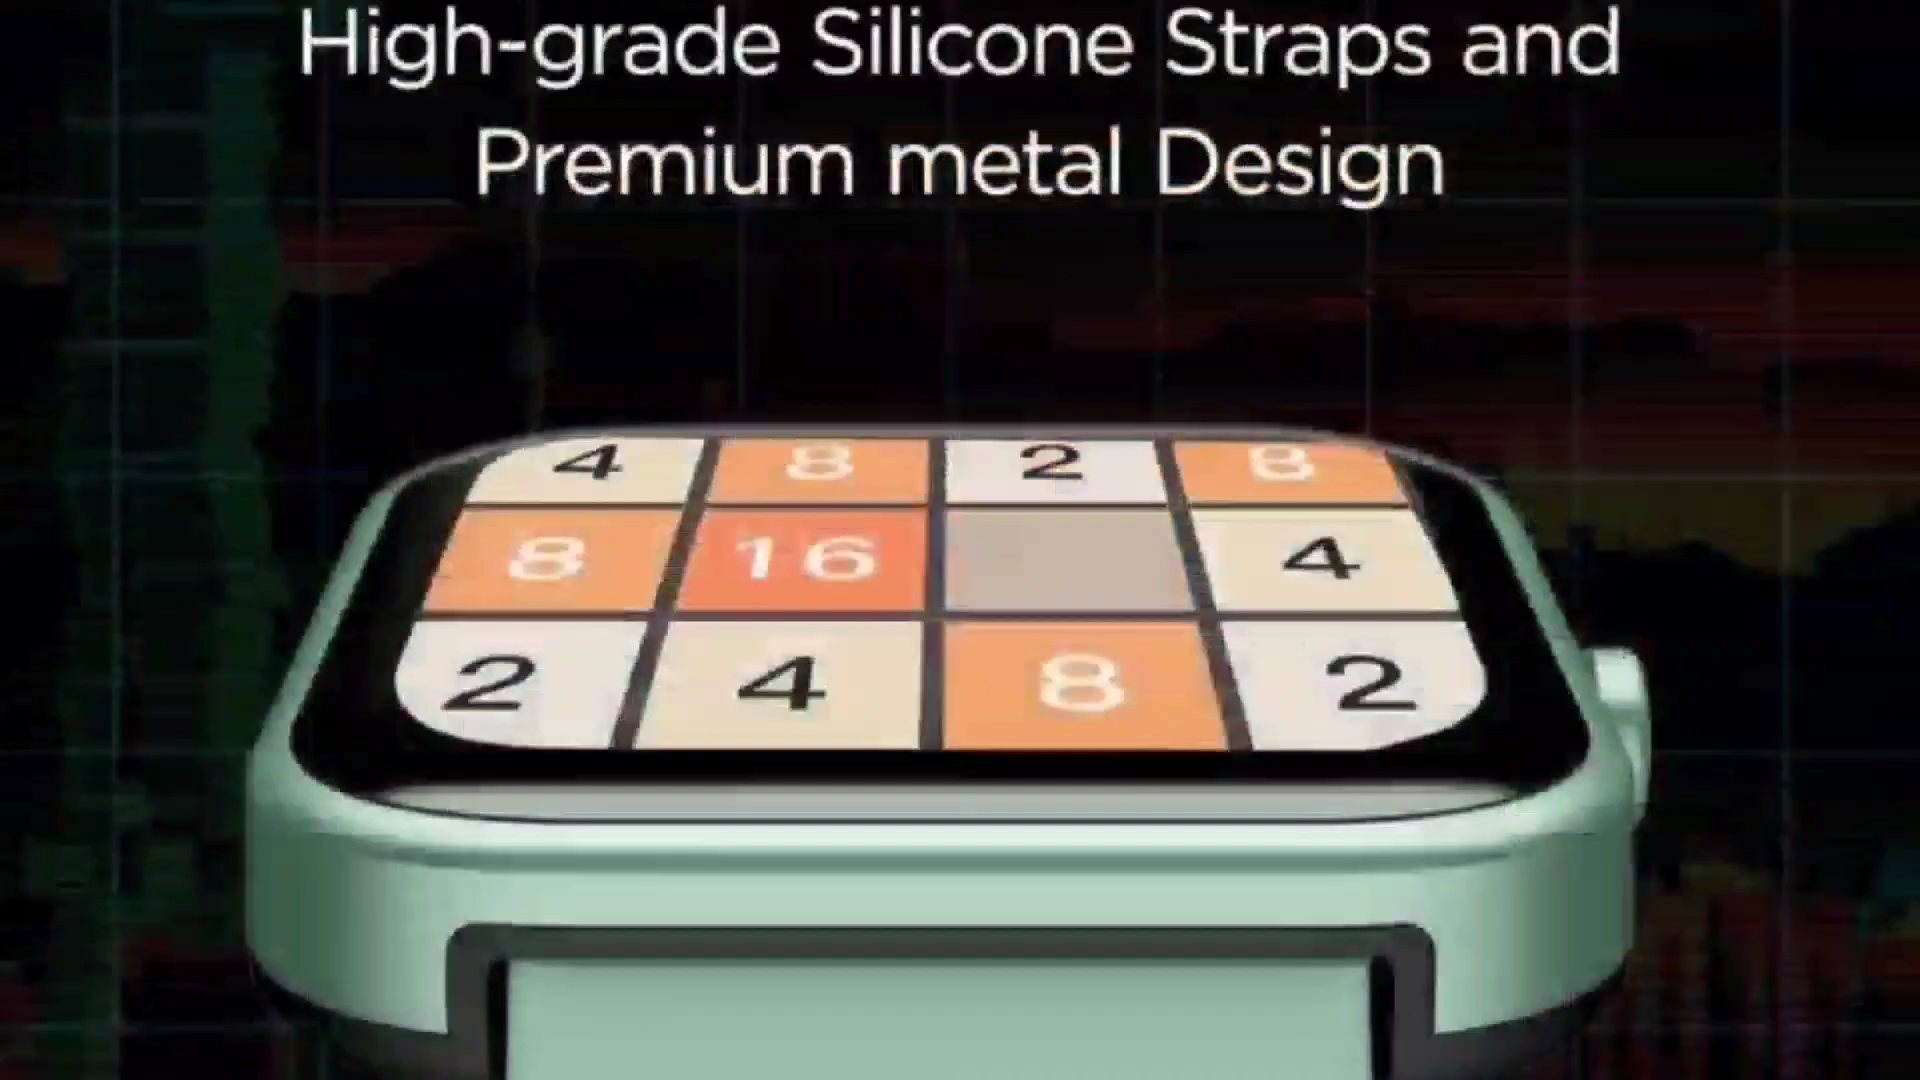 High-grade Silicone Straps and
Premium metal Design
4 8 2 8
8 16 4
2 4 8 2